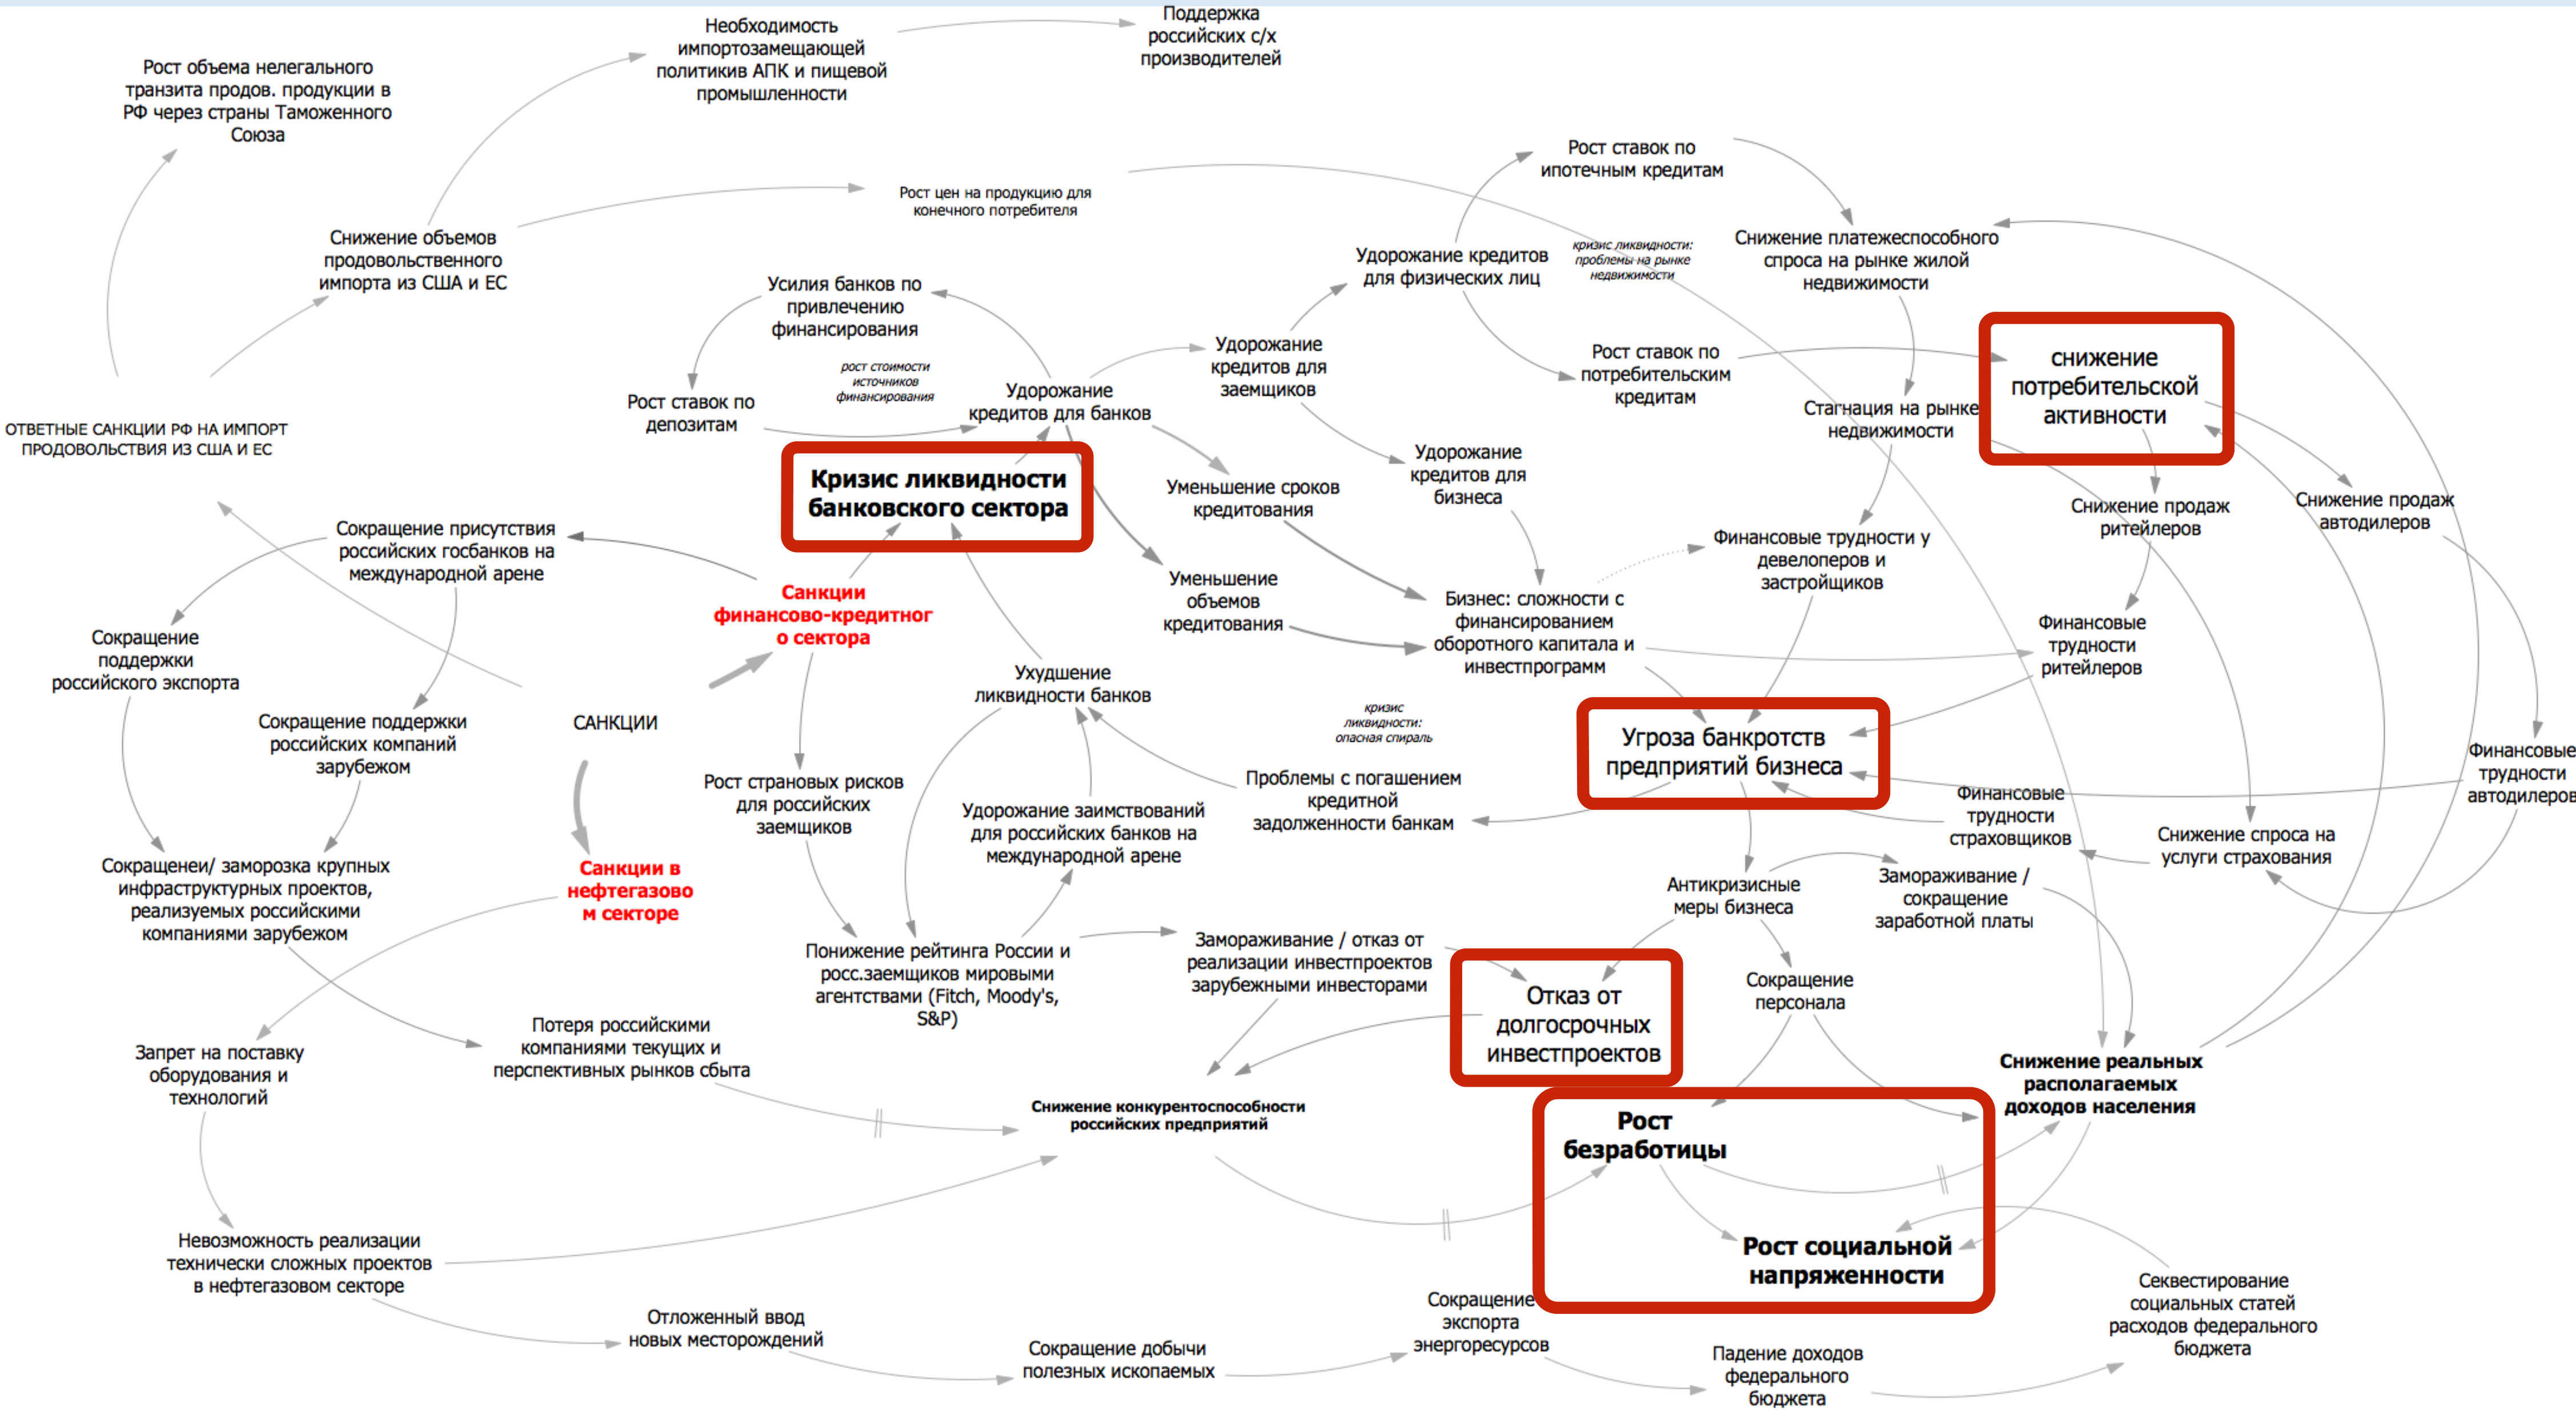 Необходимость
импортозамещающей
политикив АПК и пищевой
промышленности
Поддержка
российских с/х
производителей
Рост объема нелегального
транзита продов. продукции в
РФ через страны Таможенного
Союза
Рост ставок по
ипотечным кредитам
Рост цен на продукцию для
конечного потребителя
Снижение объемов
продовольственного
импорта из США и ЕС
Усилия банков по
привлечению
финансирования
Удорожание кредитов
для физических лиц
кризис ликвидности:
проблемы на рынке
недвижимости
Снижение платежеспособного
спроса на рынке жилой
недвижимости
Удорожание
кредитов для
заемщиков
Рост ставок по
потребительским
кредитам
снижение
потребительской
активности
рост стоимости
источников
финансирования
Рост ставок по
депозитам
Удорожание
кредитов для банков
Стагнация на рынке
недвижимости
ОТВЕТНЫЕ САНКЦИИ РФ НА ИМПОРТ
ПРОДОВОЛЬСТВИЯ ИЗ США И ЕС
Кризис ликвидности
банковского сектора
Уменьшение сроков
кредитования
Удорожание
кредитов для
бизнеса
Снижение продаж
ритейлеров
Снижение продаж
автодилеров
Сокращение присутствия
российских госбанков на
международной арене
Санкции
финансово-кредитног
о сектора
Уменьшение
объемов
кредитования
Бизнес: сложности с
финансированием
оборотного капитала и
инвестпрограмм
Финансовые трудности у
девелоперов и
застройщиков
Финансовые
трудности
ритейлеров
Сокращение
поддержки
российского экспорта
Сокращение поддержки
российских компаний
зарубежом
САНКЦИИ
Ухудшение
ликвидности банков
кризис
ликвидности:
опасная спираль
Угроза банкротств
предприятий бизнеса
Финансовые
трудности
автодилеров
Рост страновых рисков
для российских
заемщиков
Удорожание заимствований
для российских банков на
международной арене
Проблемы с погашением
кредитной
задолженности банкам
Финансовые
трудности
страховщиков
Снижение спроса на
услуги страхования
Сокращенеи/ заморозка крупных
инфраструктурных проектов,
реализуемых российскими
компаниями зарубежом
Санкции в
нефтегазово
м секторе
Антикризисные
меры бизнеса
Замораживание /
сокращение
заработной платы
Понижение рейтинга России и
росс.заемщиков мировыми
агентствами (Fitch, Moody's,
S&P)
Замораживание / отказ от
реализации инвестпроектов
зарубежными инвесторами
Отказ от
долгосрочных
инвестпроектов
Сокращение
персонала
Запрет на поставку
оборудования и
технологий
Потеря российскими
компаниями текущих и
перспективных рынков сбыта
Снижение реальных
располагаемых
доходов населения
Снижение конкурентоспособности
российских предприятий
Рост
безработицы
Невозможность реализации
технически сложных проектов
в нефтегазовом секторе
Рост социальной
напряженности
Отложенный ввод
новых месторождений
Сокращение добычи
полезных ископаемых
Сокращение
экспорта
энергоресурсов
Падение доходов
федерального
бюджета
Секвестирование
социальных статей
расходов федерального
бюджета